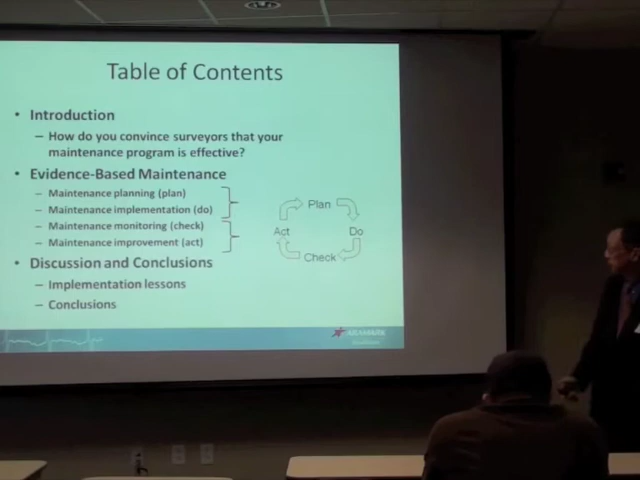 Table of Contents
• Introduction
– How do you convince surveyors that your
maintenance program is effective?
• Evidence-Based Maintenance
– Maintenance planning (plan)
– Maintenance implementation (do)
– Maintenance monitoring (check)
– Maintenance improvement (act)
Plan
Act
Do
Check
• Discussion and Conclusions
– Implementation lessons
– Conclusions